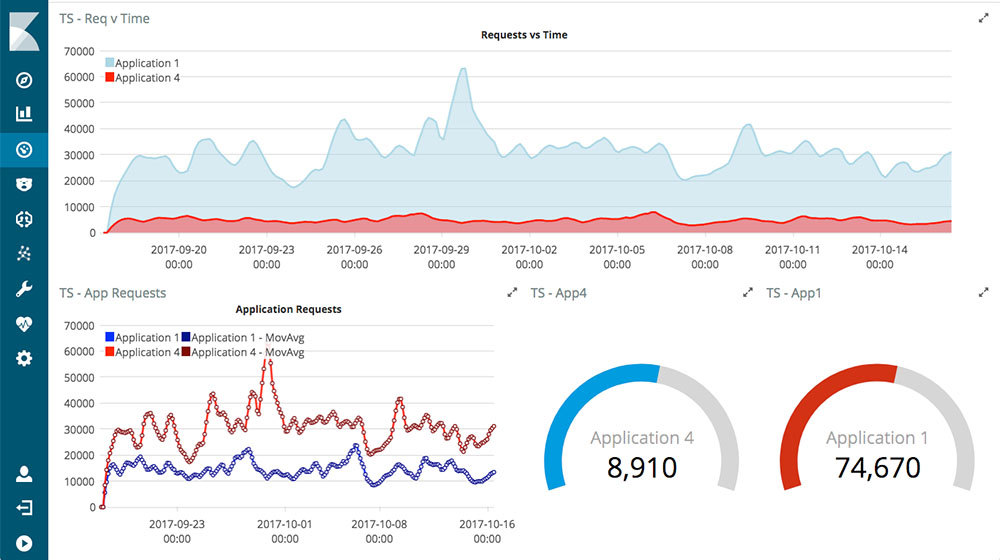 TS - Req v Time
Requests vs Time
70000
60000
50000
40000
30000
20000
10000
0
Application 1
Application 4
2017-09-20 2017-09-23 2017-09-26 2017-09-29 2017-10-02 2017-10-05 2017-10-08 2017-10-11 2017-10-14
00:00 00:00 00:00 00:00 00:00 00:00 00:00 00:00 00:00
TS - App Requests
Application Requests
70000
60000
50000
40000
30000
20000
10000
0
Application 1 Application 1 - MovAvg
Application 4 Application 4 - MovAvg
2017-09-23 2017-10-01 2017-10-08 2017-10-16
00:00 00:00 00:00 00:00
TS - App4
Application 4
8,910
TS - App1
Application 1
74,670